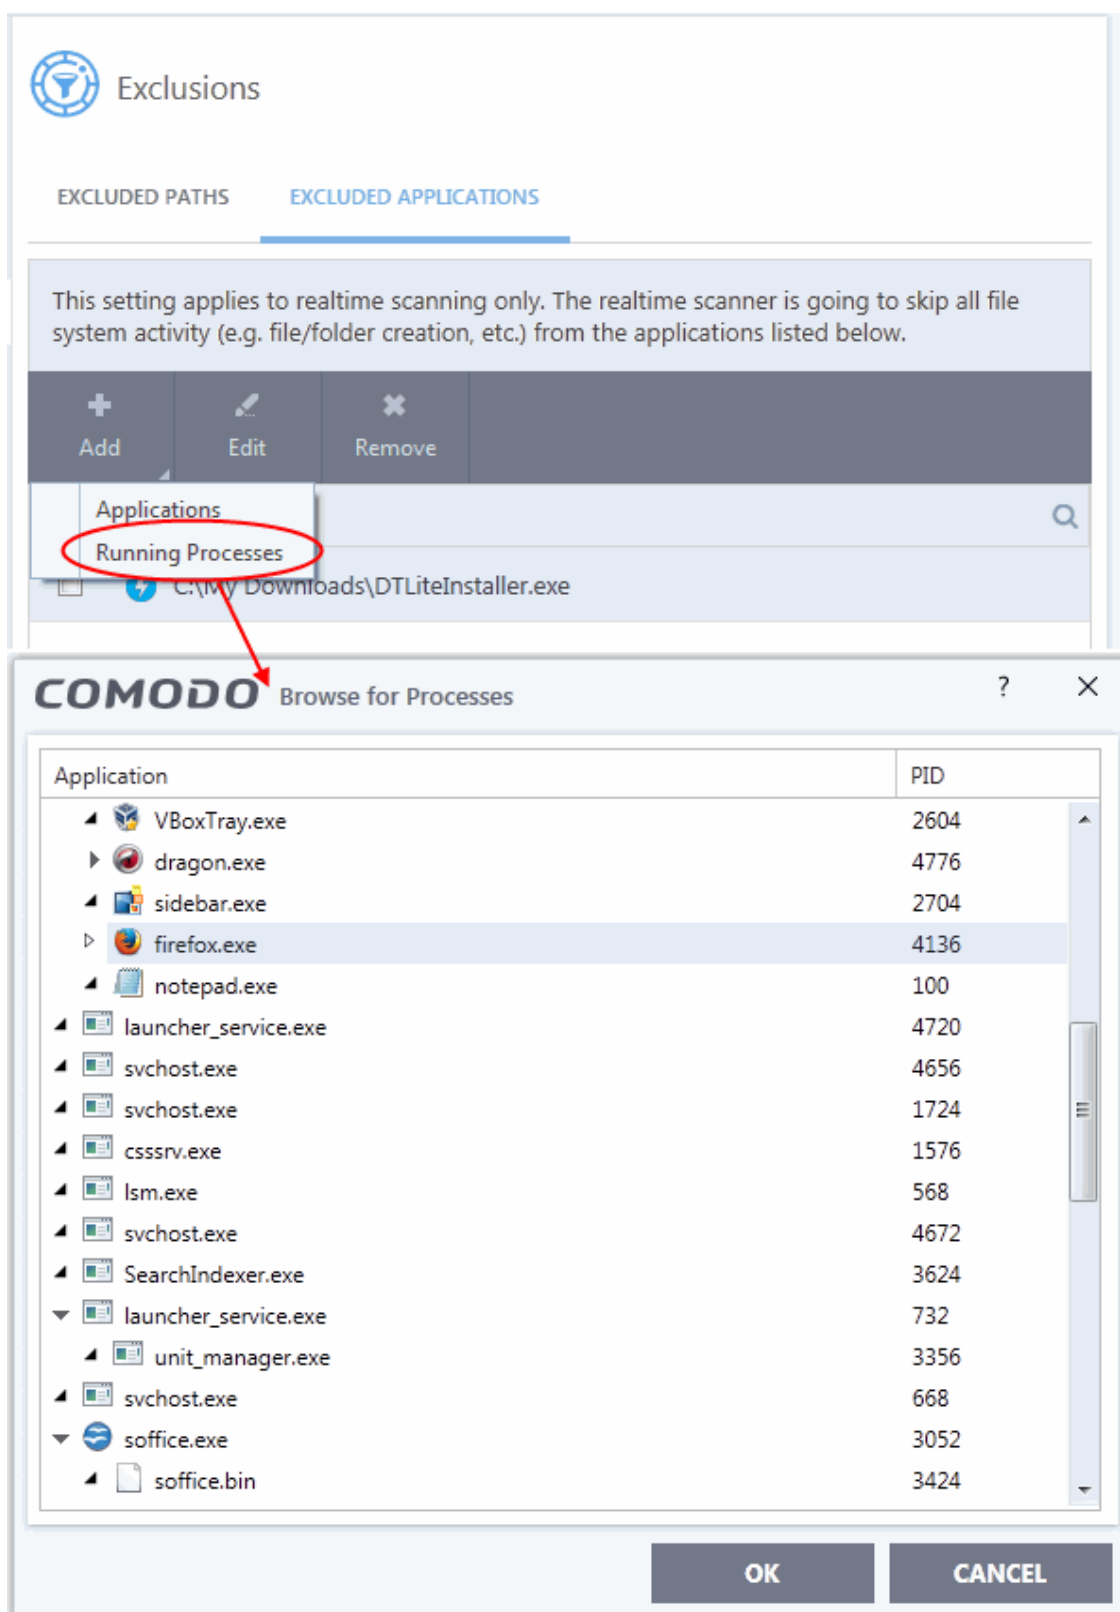 Exclusions
EXCLUDED PATHS EXCLUDED APPLICATIONS
This setting applies to realtime scanning only. The realtime scanner is going to skip all file
system activity (e.g. file/folder creation, etc.) from the applications listed below.
Add Edit Remove
Applications
Running Processes
C:\My Downloads\DTLiteInstaller.exe
COMODO Browse for Processes ?
Application PID
VBoxTray.exe 2604
dragon.exe 4776
sidebar.exe 2704
firefox.exe 4136
notepad.exe 100
launcher_service.exe 4720
svchost.exe 4656
svchost.exe 1724
csssrv.exe 1576
lsm.exe 568
svchost.exe 4672
SearchIndexer.exe 3624
launcher_service.exe 732
unit_manager.exe 3356
svchost.exe 668
soffice.exe 3052
soffice.bin 3424
OK CANCEL